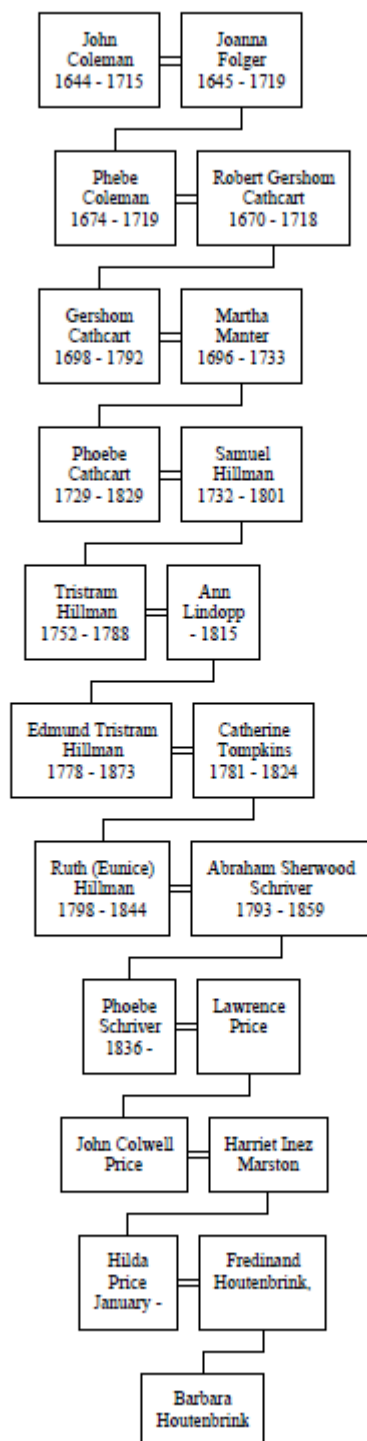 John
Coleman
1644 - 1715
Joanna
Folger
1645 - 1719
Phebe
Coleman
1674 - 1719
Robert Gershom
Cathcart
1670 - 1718
Gershom
Cathcart
1698 - 1792
Martha
Manter
1696 - 1733
Phoebe
Cathcart
1729 - 1829
Samuel
Hillman
1732 - 1801
Tristram
Hillman
1752 - 1788
Ann
Lindopp
- 1815
Edmund Tristram
Hillman
1778 - 1873
Catherine
Tompkins
1781 - 1824
Ruth (Eunice)
Hillman
1798 - 1844
Abraham Sherwood
Schriver
1793 - 1859
Phoebe
Schriver
1836 -
Lawrence
Price
John Colwell
Price
Harriet Inez
Marston
Hilda
Price
January -
Fredinand
Houtenbrink,
Barbara
Houtenbrink